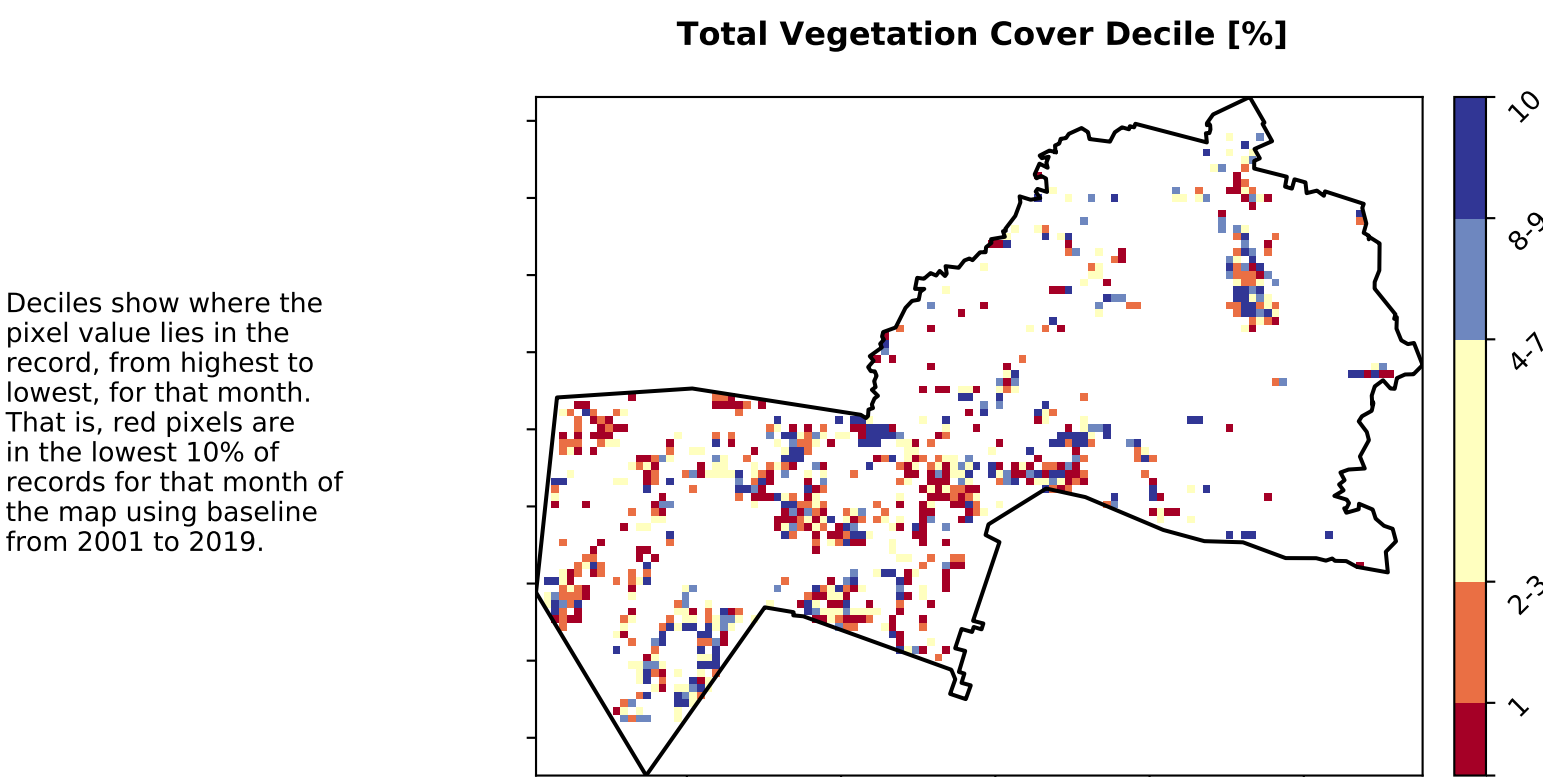 Total Vegetation Cover Decile [%]
Deciles show where the
pixel value lies in the
record, from highest to
lowest, for that month.
That is, red pixels are
in the lowest 10% of
records for that month of
the map using baseline
from 2001 to 2019.
10
8-9
4-7
2-3
1